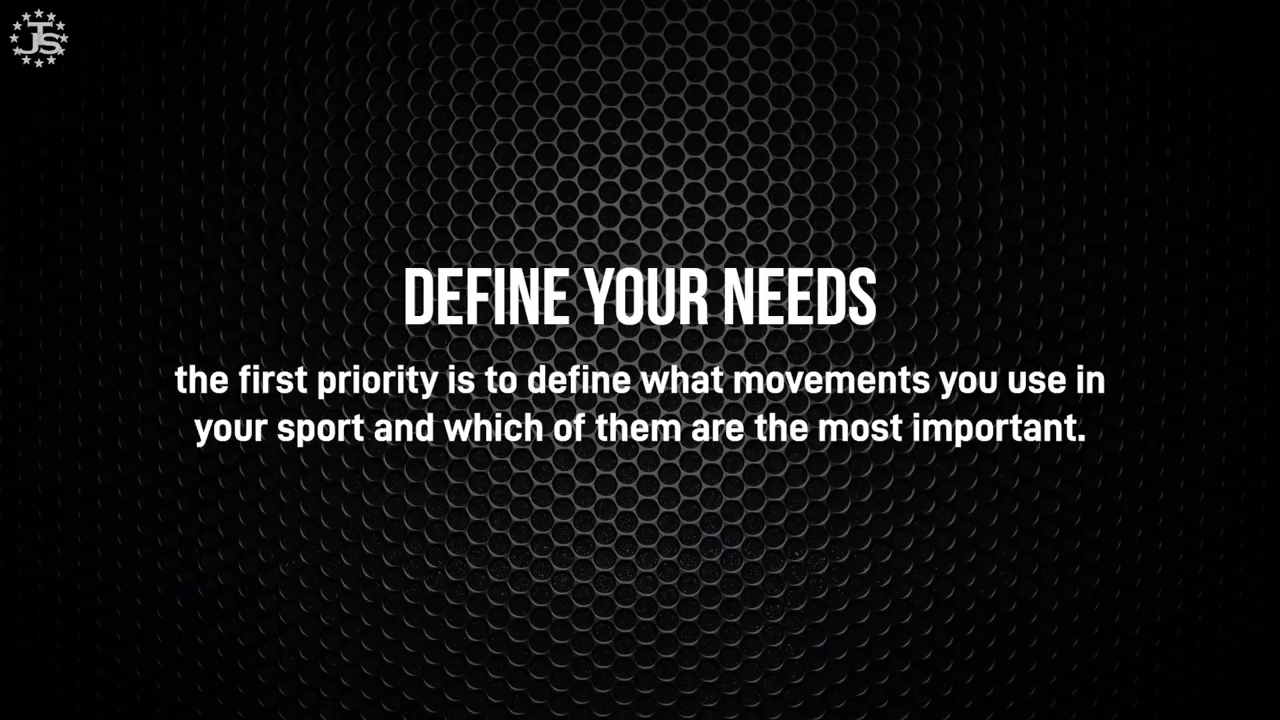 JTS
DEFINE YOUR NEEDS
the first priority is to define what movements you use in
your sport and which of them are the most important.